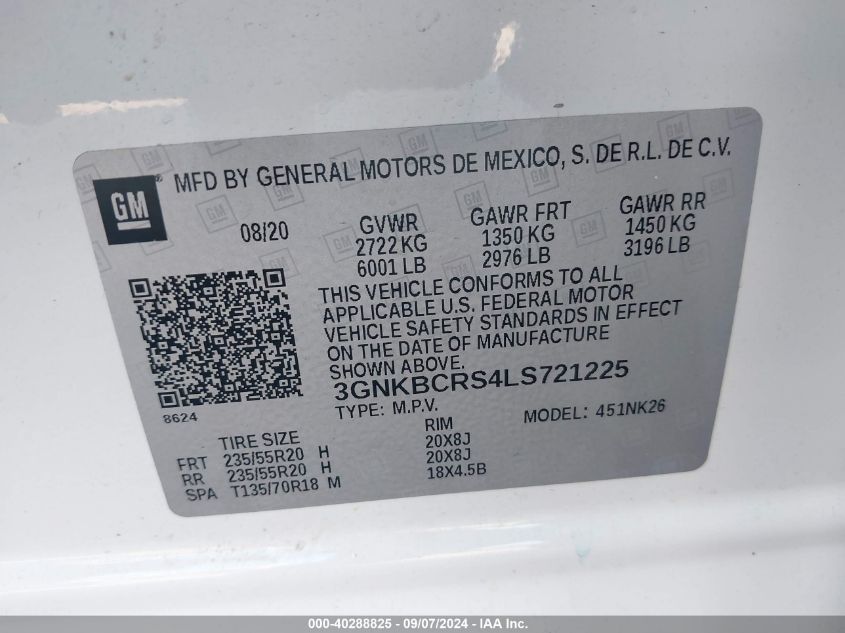 GM
MFD BY GENERAL MOTORS DE MEXICO, S. DE R.L. DE C.V.
08/20
GVWR
2722 KG
6001 LB
GAWR FRT
1350 KG
2976 LB
GAWR RR
1450 KG
3196 LB
THIS VEHICLE CONFORMS TO ALL
APPLICABLE U.S. FEDERAL MOTOR
VEHICLE SAFETY STANDARDS IN EFFECT
ON THE DATE OF MANUFACTURE
SHOWN ABOVE.
3GNKBCRS4LS721225
8624
TYPE: M.P.V.
MODEL: 451NK26
TIRE SIZE RIM
FRT 235/55R20 H 20X8J
RR 235/55R20 H 20X8J
SPA T135/70R18 M 18X4.5B
000-40288825 - 09/07/2024 - IAA Inc.